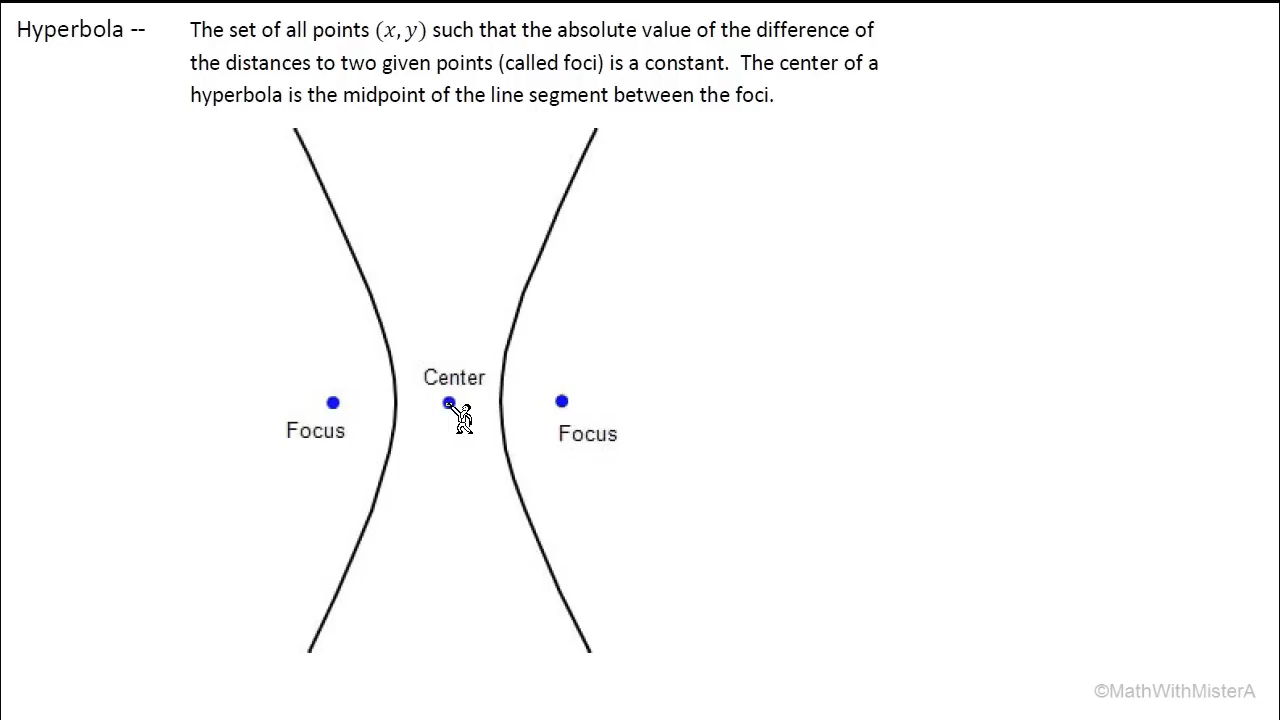 Hyperbola -- The set of all points (x, y) such that the absolute value of the difference of
the distances to two given points (called foci) is a constant.  The center of a
hyperbola is the midpoint of the line segment between the foci.
Center
Focus
Focus
©MathWithMisterA